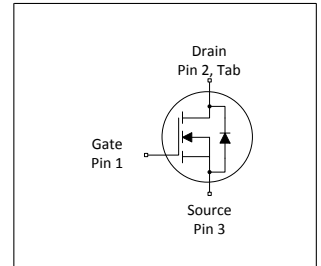 Drain
Pin 2, Tab
Gate
Pin 1
Source
Pin 3